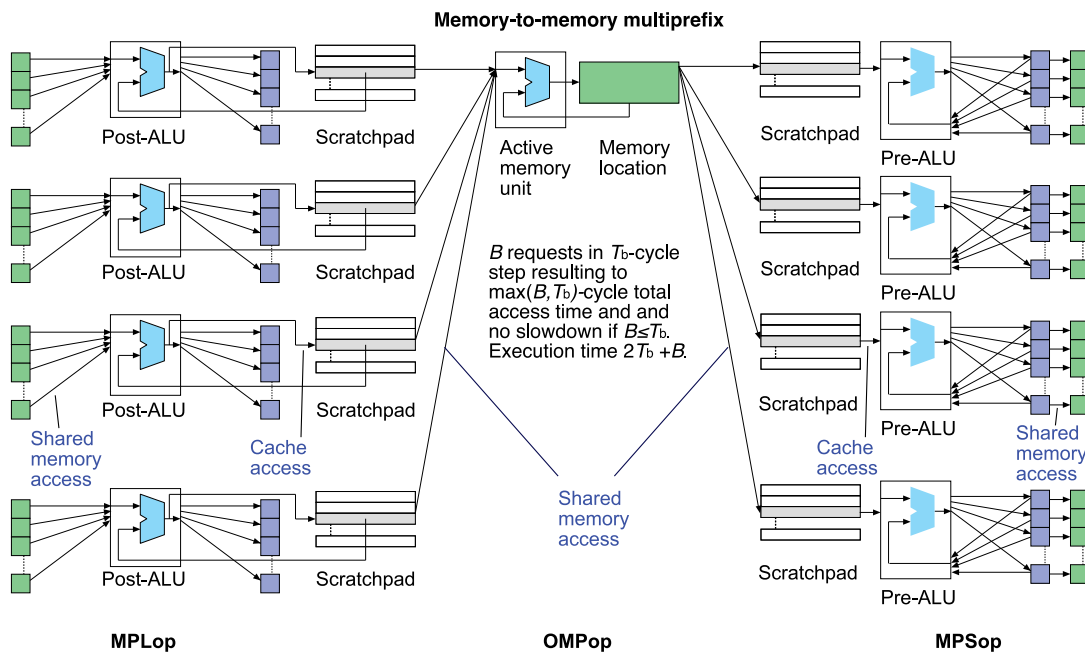 Memory-to-memory multiprefix
Post-ALU
Scratchpad
Active
memory
unit
Memory
location
Scratchpad
Pre-ALU
Post-ALU
Scratchpad
Scratchpad
Pre-ALU
B requests in Tb-cycle
step resulting to
max(B,Tb)-cycle total
access time and and
no slowdown if B≤Tb.
Execution time 2Tb+B.
Post-ALU
Scratchpad
Scratchpad
Pre-ALU
Shared
memory
access
Cache
access
Shared
memory
access
Cache
access
Shared
memory
access
Post-ALU
Scratchpad
Scratchpad
Pre-ALU
MPLop
OMPop
MPSop